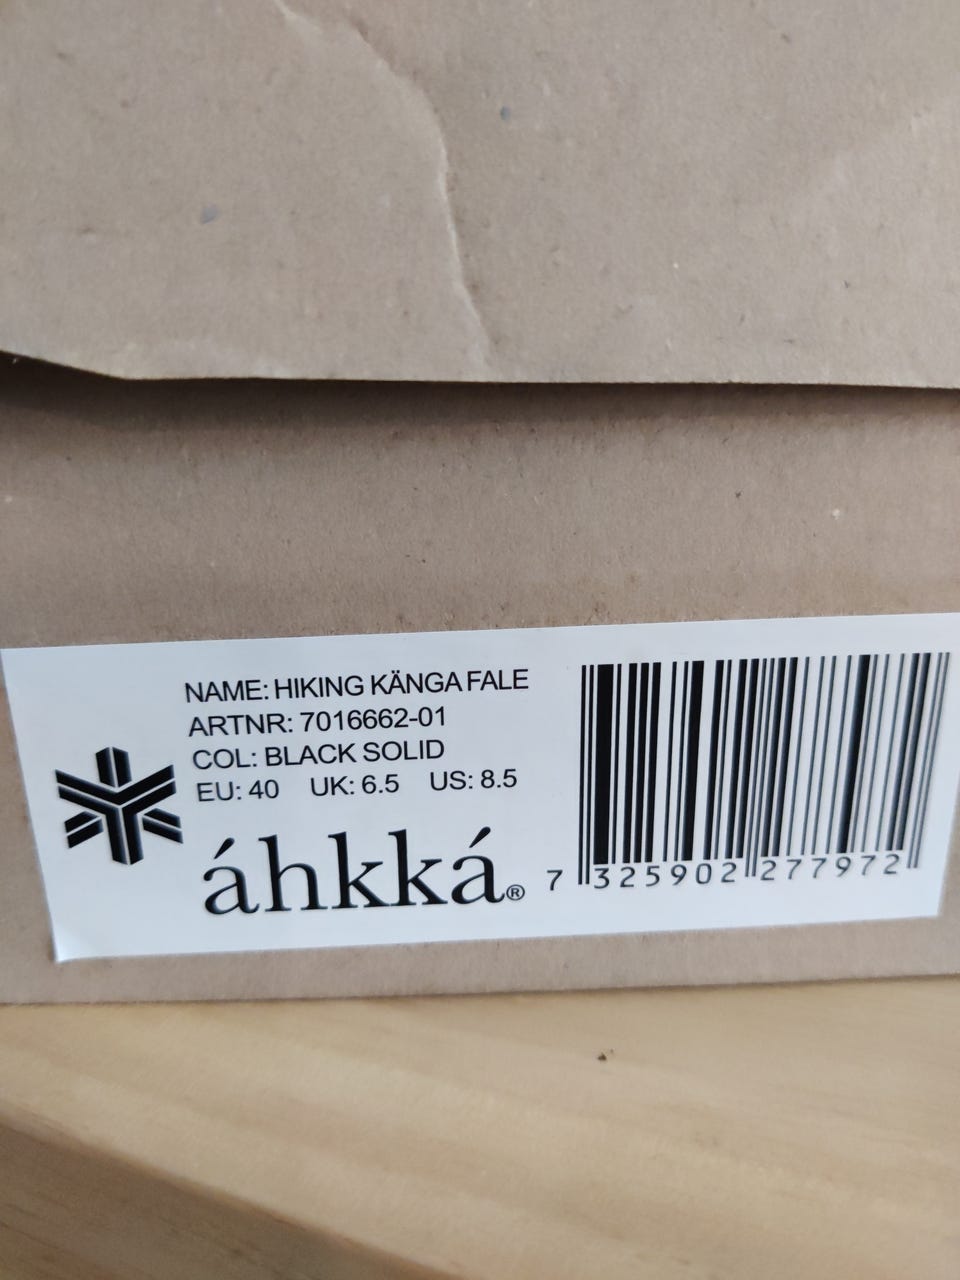 NAME: HIKING KÄNGA FALE
ARTNR: 7016662-01
COL: BLACK SOLID
EU: 40 UK: 6.5 US: 8.5
áhkká®
7 325902 277972